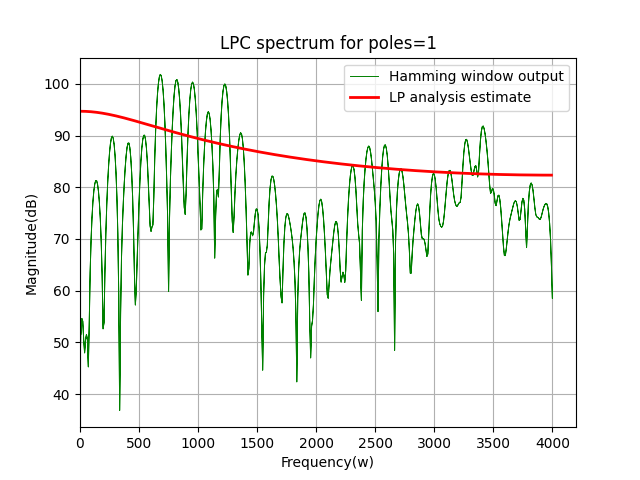 LPC spectrum for poles=1
Hamming window output
LP analysis estimate
Magnitude(dB)
100
90
80
70
60
50
40
0 500 1000 1500 2000 2500 3000 3500 4000
Frequency(w)